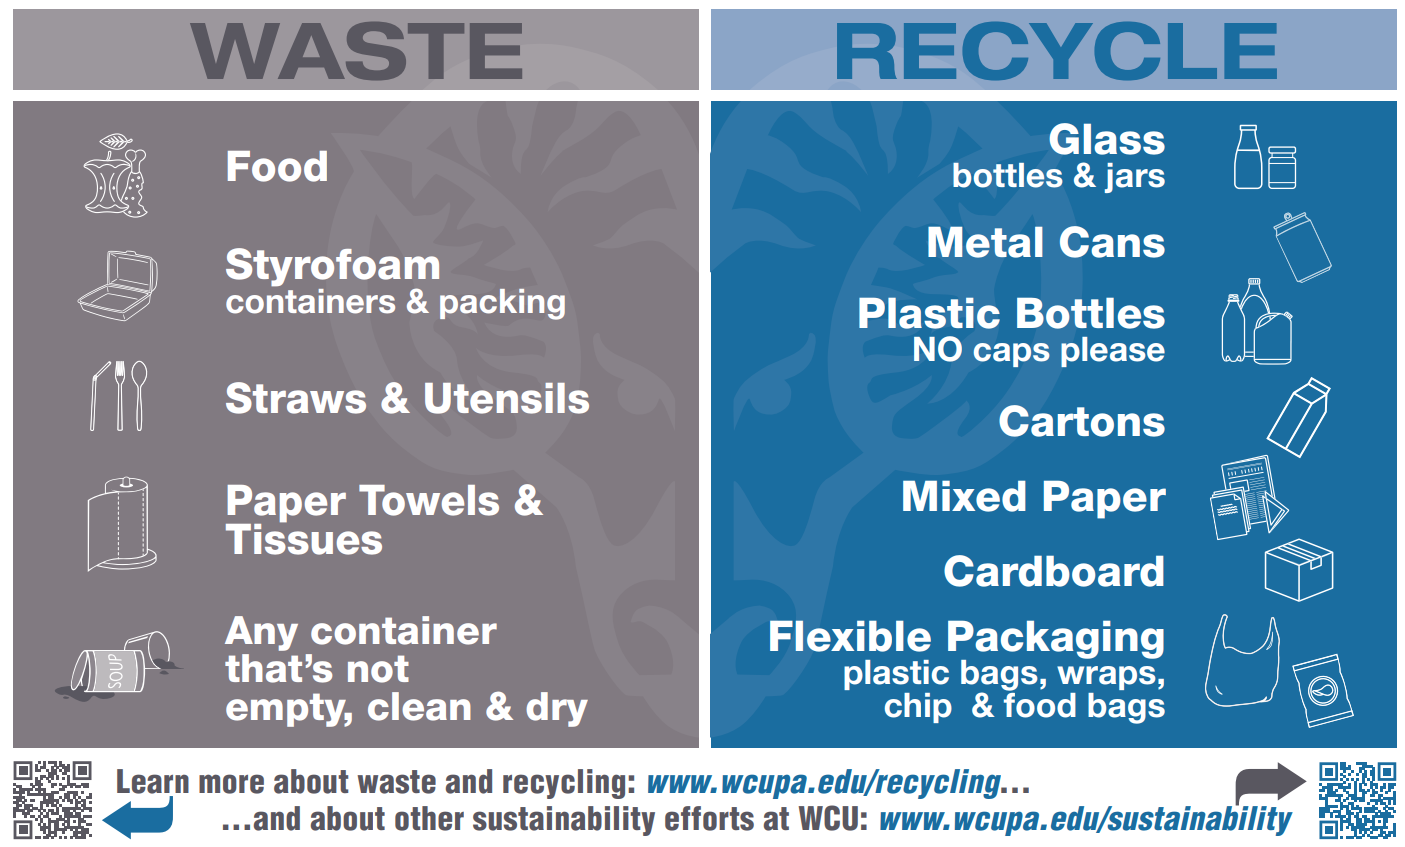 WASTE
Food
Styrofoam
containers & packing
Straws & Utensils
Paper Towels &
Tissues
SOUP
Any container
that's not
empty, clean & dry
RECYCLE
Glass
bottles & jars
Metal Cans
Plastic Bottles
NO caps please
Cartons
Mixed Paper
Cardboard
Flexible Packaging
plastic bags, wraps,
chip & food bags
Learn more about waste and recycling: www.wcupa.edu/recycling...
...and about other sustainability efforts at WCU: www.wcupa.edu/sustainability